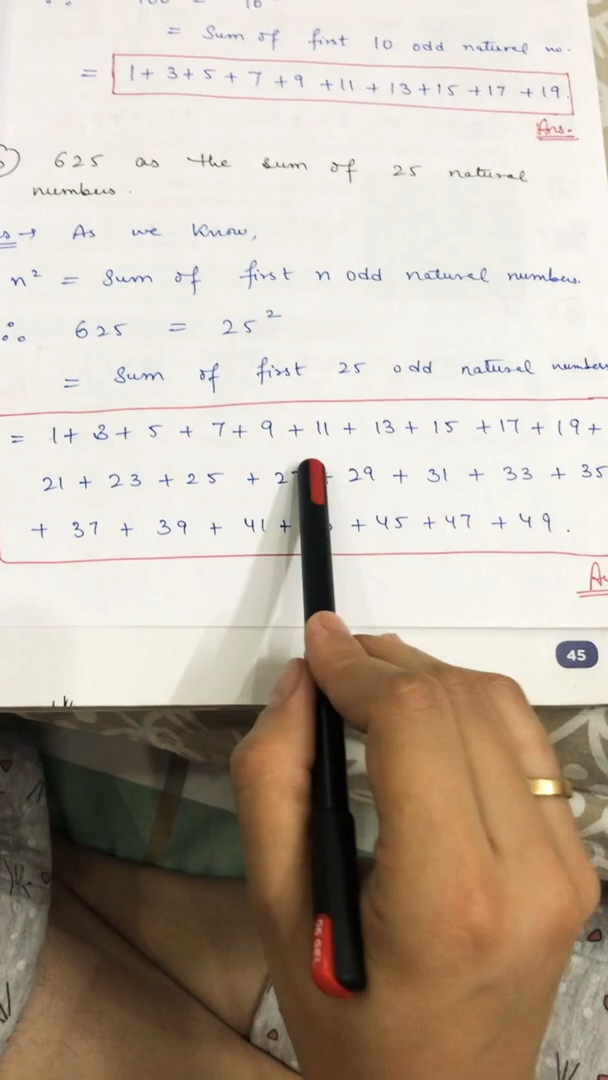 = Sum of first 10 odd natural no.
= 1+ 3+5 + 7 +9 +11 + 13+15 +17 +19.
Ans-
625 as the sum of 25 natural
numbers.
As we know,
n² = Sum of first n odd natural numbers.
∴ 625 = 25²
= Sum of first 25 odd natural numbers
= 1+ 3+ 5 + 7+ 9 + 11 + 13 + 15 +17 + 19 +
21 + 23 + 25 + 29 + 31 + 33 + 35
+ 37 + 39 + 41 + + 45 + 47 + 49.
45